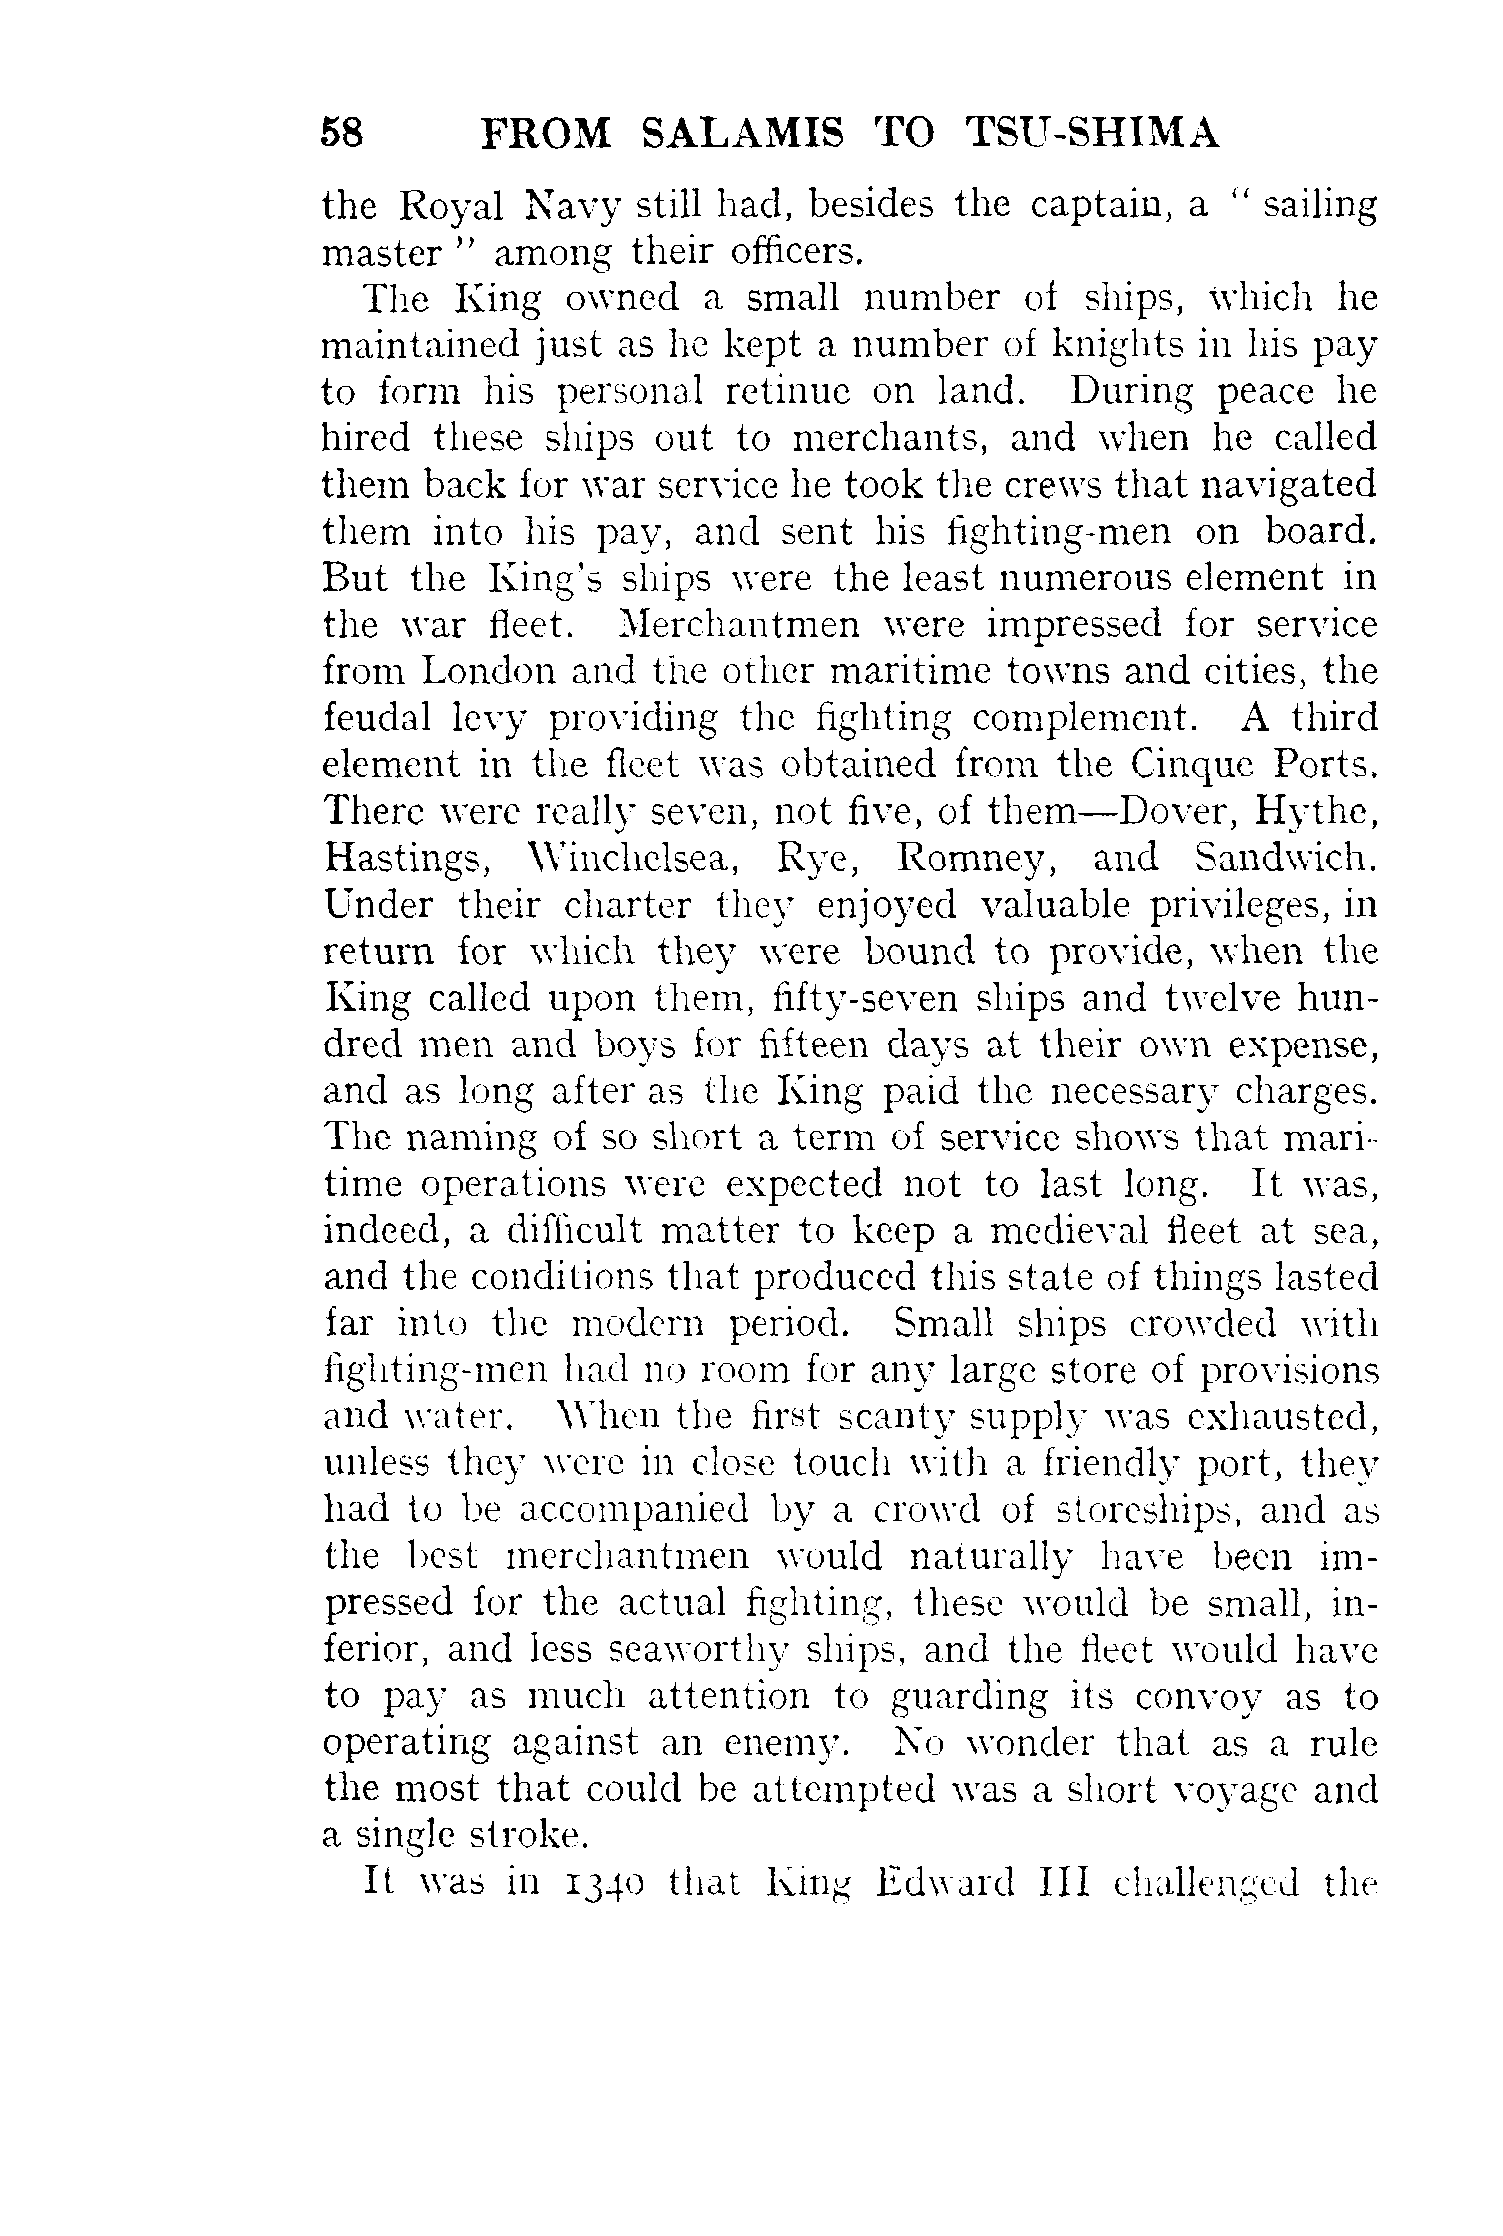 58 FROM SALAMIS TO TSU-SHIMA
the Royal Navy still had, besides the captain, a " sailing
master " among their officers.
The King owned a small number of ships, which he
maintained just as he kept a number of knights in his pay
to form his personal retinue on land. During peace he
hired these ships out to merchants, and when he called
them back for war service he took the crews that navigated
them into his pay, and sent his fighting-men on board.
But the King's ships were the least numerous element in
the war fleet. Merchantmen were impressed for service
from London and the other maritime towns and cities, the
feudal levy providing the fighting complement. A third
element in the fleet was obtained from the Cinque Ports.
There were really seven, not five, of them—Dover, Hythe,
Hastings, Winchelsea, Rye, Romney, and Sandwich.
Under their charter they enjoyed valuable privileges, in
return for which they were bound to provide, when the
King called upon them, fifty-seven ships and twelve hun-
dred men and boys for fifteen days at their own expense,
and as long after as the King paid the necessary charges.
The naming of so short a term of service shows that mari-
time operations were expected not to last long. It was,
indeed, a difficult matter to keep a medieval fleet at sea,
and the conditions that produced this state of things lasted
far into the modern period. Small ships crowded with
fighting-men had no room for any large store of provisions
and water. When the first scanty supply was exhausted,
unless they were in close touch with a friendly port, they
had to be accompanied by a crowd of storeships, and as
the best merchantmen would naturally have been im-
pressed for the actual fighting, these would be small, in-
ferior, and less seaworthy ships, and the fleet would have
to pay as much attention to guarding its convoy as to
operating against an enemy. No wonder that as a rule
the most that could be attempted was a short voyage and
a single stroke.
It was in 1340 that King Edward III challenged the